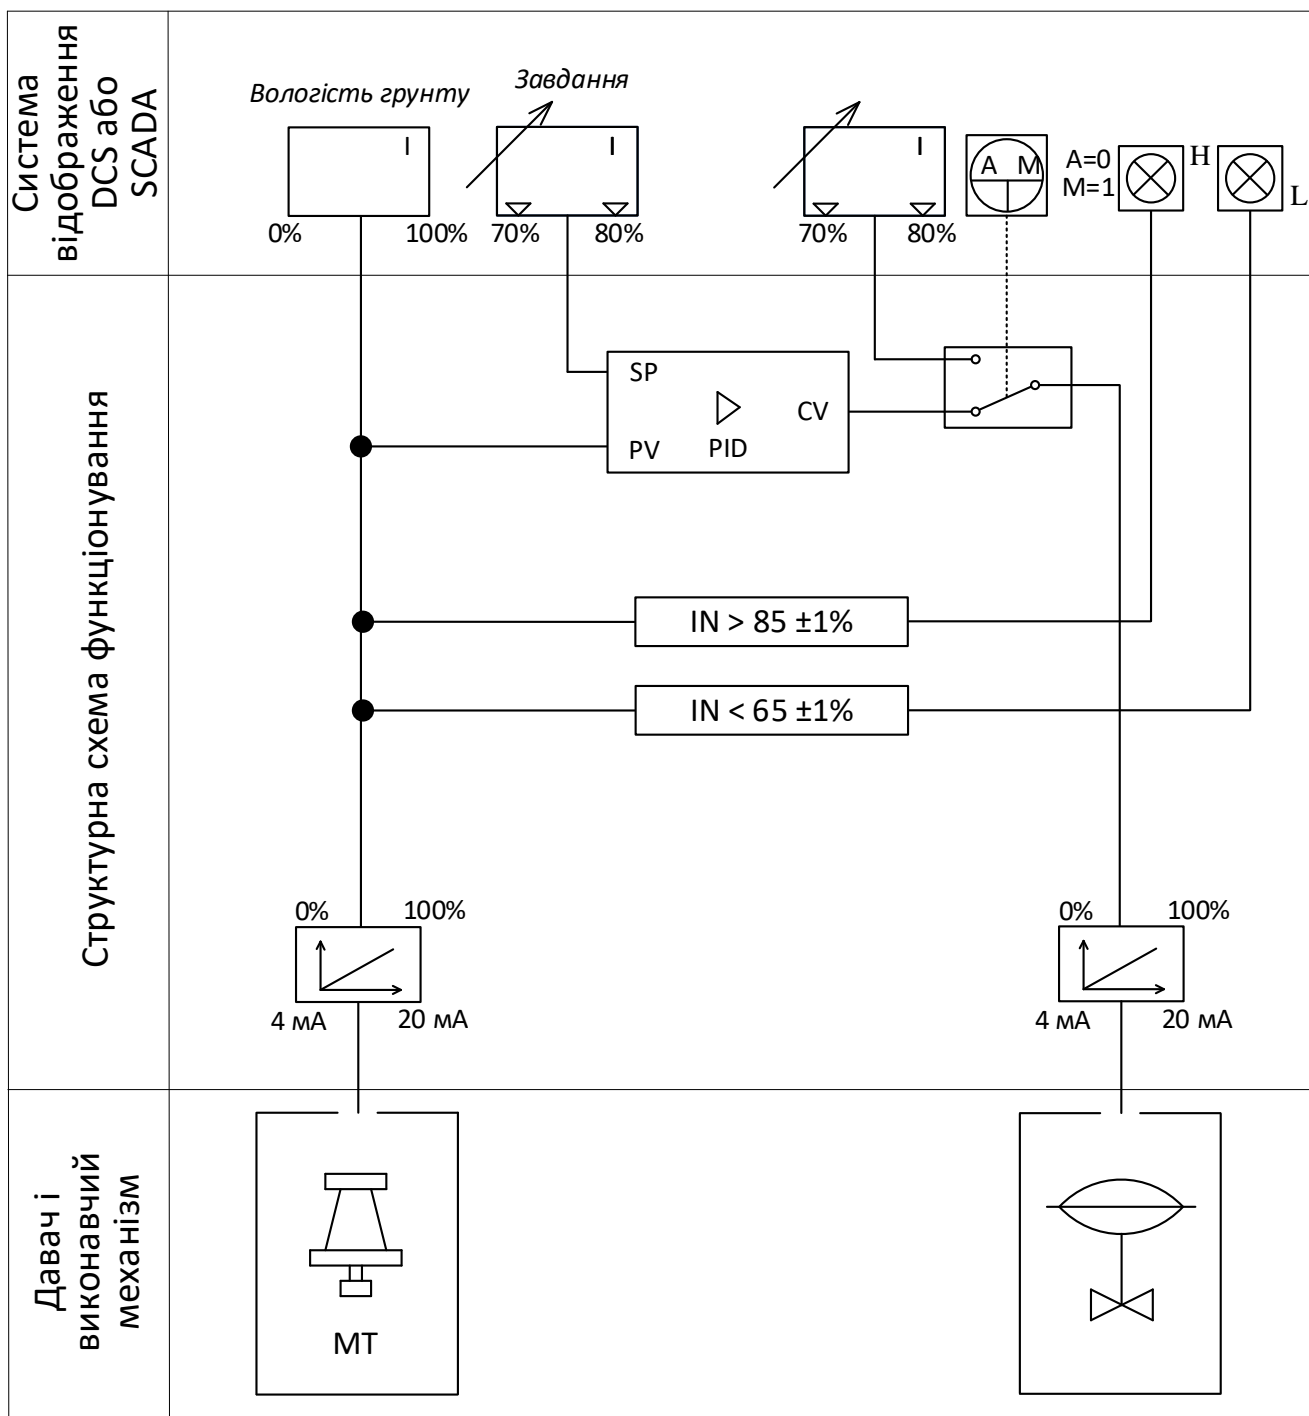 Система
відображення
DCS або
SCADA
Вологість грунту
Завдання
I
I
I
A M
A=0
M=1
H
L
0% 100%
70% 80%
70% 80%
Структурна схема функціонування
SP
PV
PID
CV
IN > 85 ±1%
IN < 65 ±1%
0% 100%
4 мА 20 мА
0% 100%
4 мА 20 мА
Давач і
виконавчий
механізм
МТ